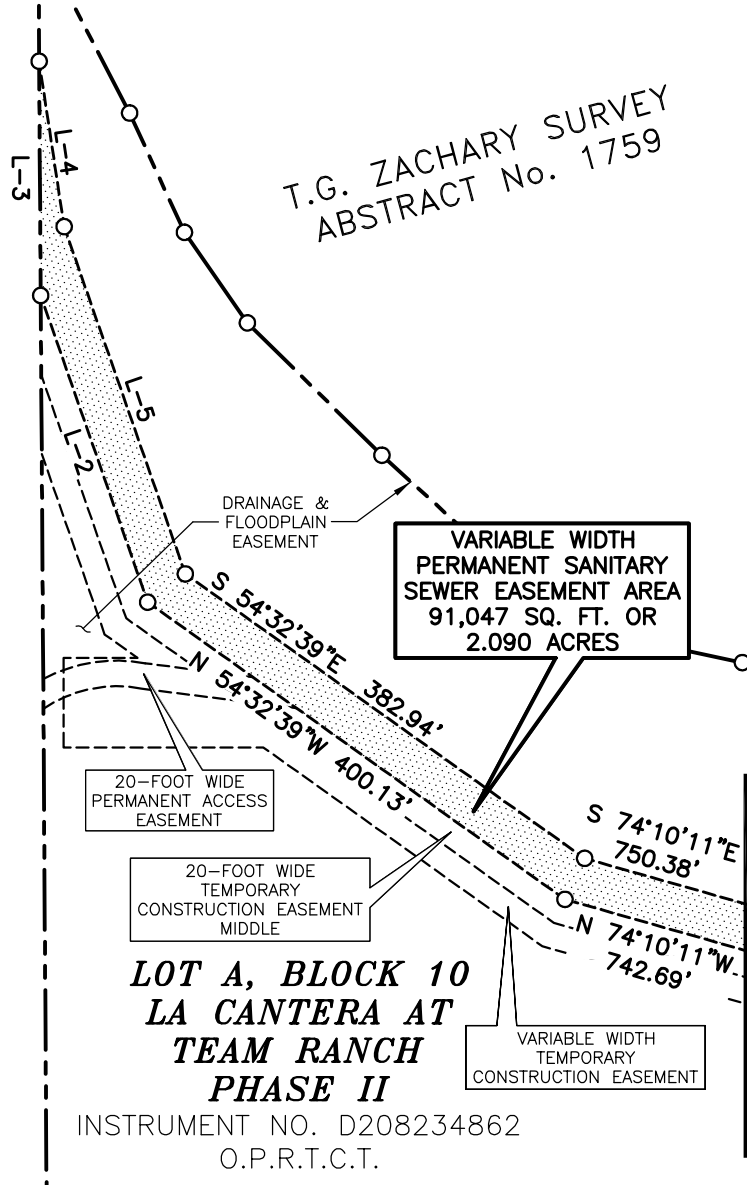 T.G. ZACHARY SURVEY
ABSTRACT No. 1759
L-4
L-3
L-5
L-2
DRAINAGE &
FLOODPLAIN
EASEMENT
VARIABLE WIDTH
PERMANENT SANITARY
SEWER EASEMENT AREA
91,047 SQ. FT. OR
2.090 ACRES
S 54°32'39"E 382.94'
N 54°32'39"W 400.13'
20-FOOT WIDE
PERMANENT ACCESS
EASEMENT
S 74°10'11"E
750.38'
20-FOOT WIDE
TEMPORARY
CONSTRUCTION EASEMENT
MIDDLE
N 74°10'11"W
742.69'
LOT A, BLOCK 10
LA CANTERA AT
TEAM RANCH
PHASE II
INSTRUMENT NO. D208234862
O.P.R.T.C.T.
VARIABLE WIDTH
TEMPORARY
CONSTRUCTION EASEMENT